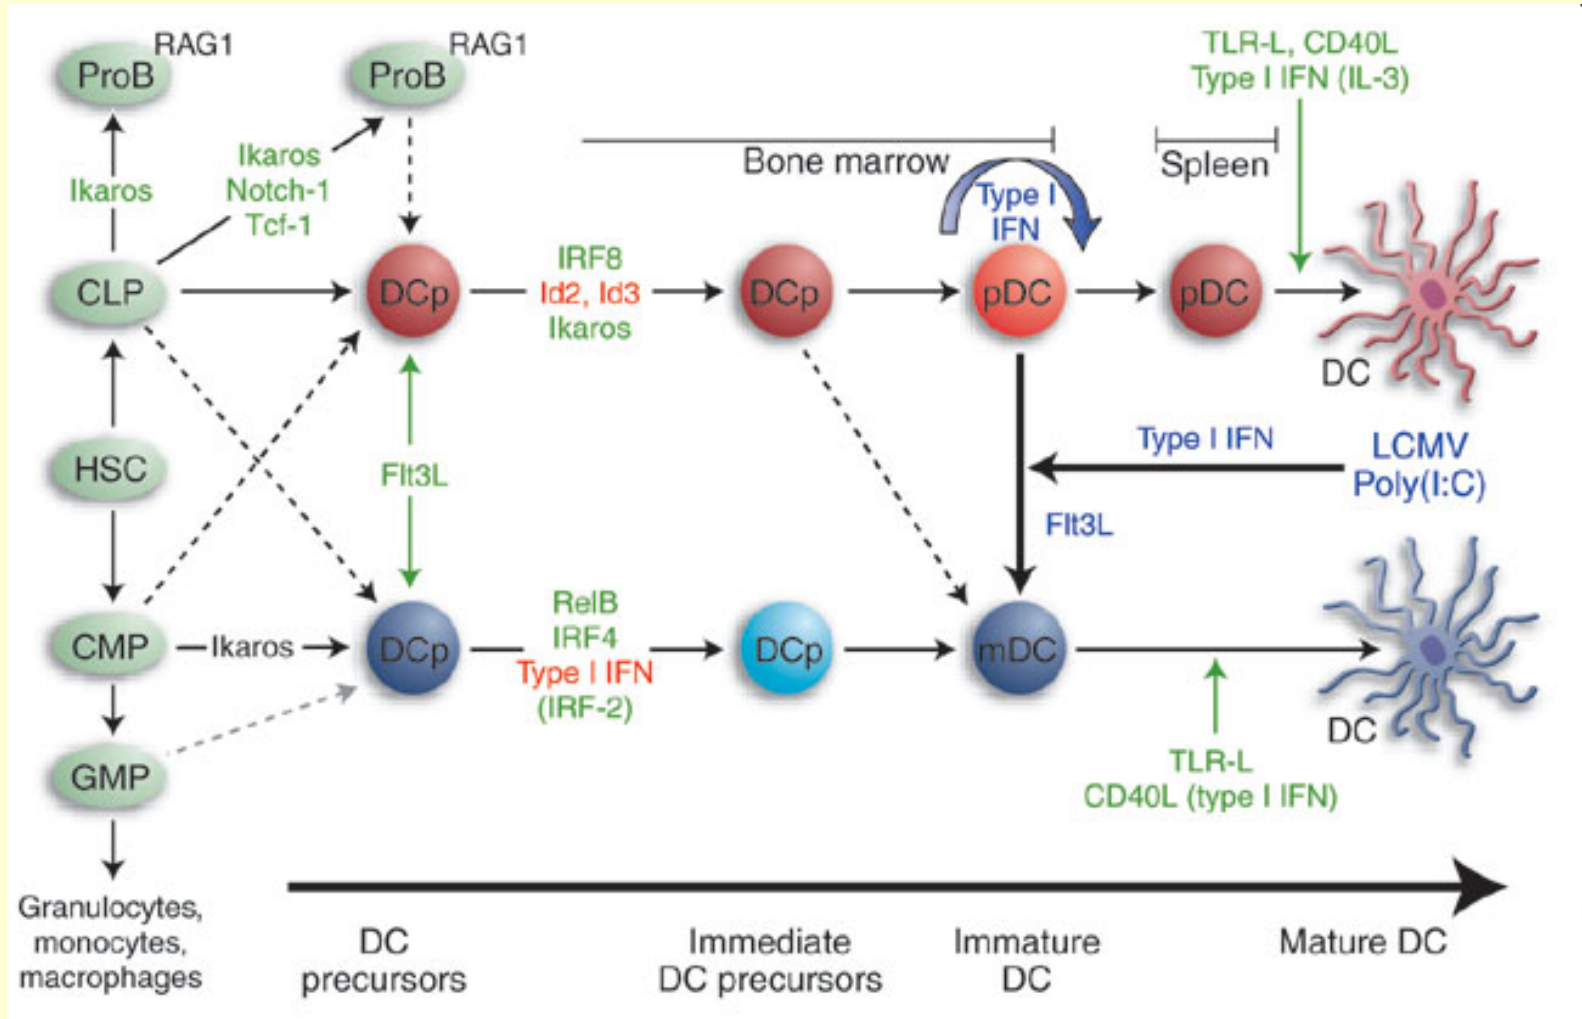 RAG1
ProB
RAG1
ProB
TLR-L, CD40L
Type I IFN (IL-3)
Ikaros
Ikaros
Notch-1
Tcf-1
Bone marrow
Spleen
Type I
IFN
CLP
DCp
IRF8
Id2, Id3
Ikaros
DCp
pDC
pDC
DC
HSC
Flt3L
Type I IFN
LCMV
Poly(I:C)
Flt3L
CMP
Ikaros
DCp
RelB
IRF4
Type I IFN
(IRF-2)
DCp
mDC
DC
GMP
TLR-L
CD40L (type I IFN)
Granulocytes,
monocytes,
macrophages
DC
precursors
Immediate
DC precursors
Immature
DC
Mature DC